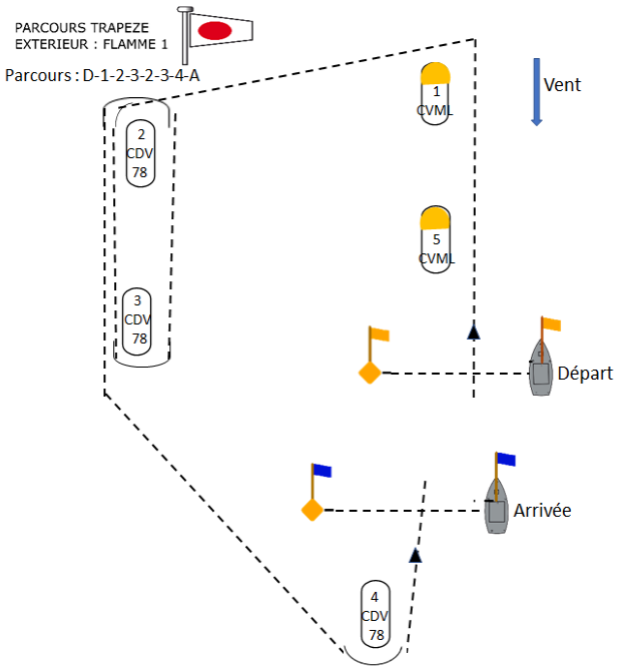 PARCOURS TRAPEZE
EXTERIEUR : FLAMME 1
Parcours : D-1-2-3-2-3-4-A
1
CVML
Vent
2
CDV
78
5
CVML
3
CDV
78
Départ
Arrivée
4
CDV
78